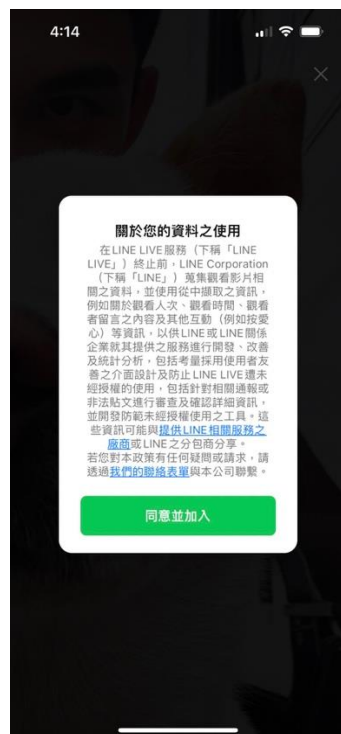 4:14
關於您的資料之使用
在LINE LIVE服務（下稱「LINE
LIVE」）終止前，LINE Corporation
（下稱「LINE」）蒐集觀看影片相
關之資料，並使用從中擷取之資訊，
例如關於觀看人次、觀看時間、觀看
者留言之內容及其他互動（例如按愛
心）等資訊，以供LINE或LINE關係
企業就其提供之服務進行開發、改善
及統計分析，包括考量採用使用者友
善之介面設計及防止LINE LIVE遭未
經授權的使用，包括針對相關通報或
非法貼文進行審查及確認詳細資訊，
並開發防範未經授權使用之工具。這
些資訊可能與提供LINE相關服務之
廠商或LINE之分包商分享。
若您對本政策有任何疑問或請求，請
透過我們的聯絡表單與本公司聯繫。
同意並加入